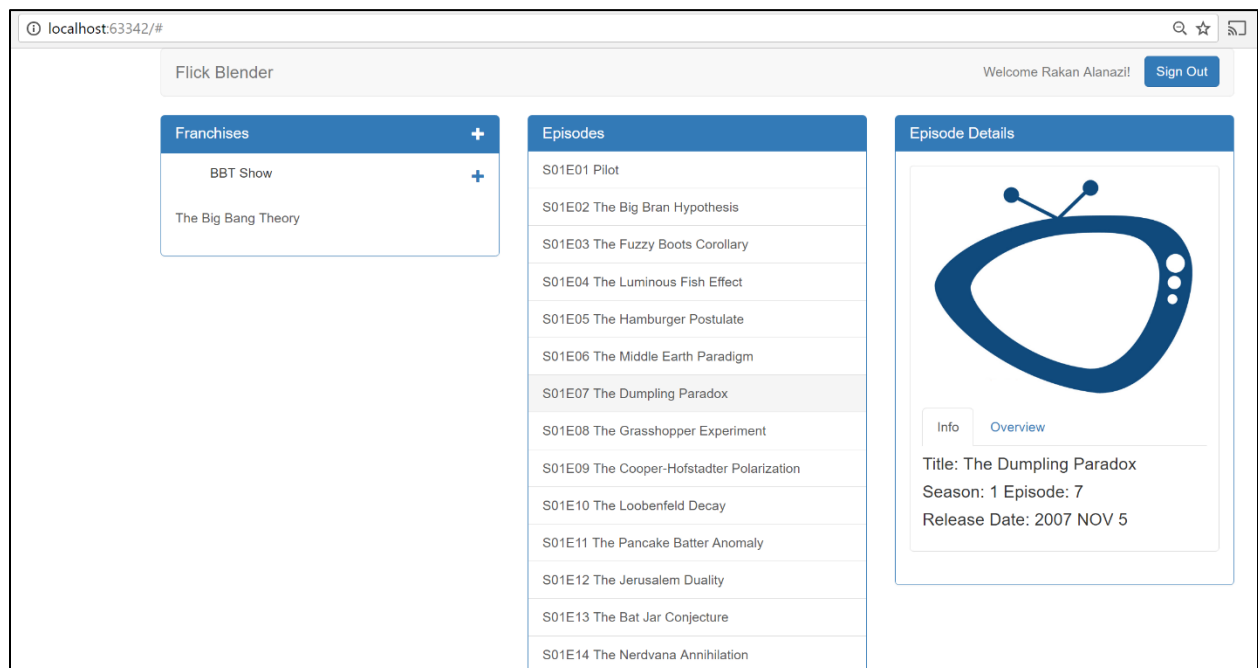 localhost:63342/#
Flick Blender
Welcome Rakan Alanazi!
Sign Out
Franchises
BBT Show
The Big Bang Theory
Episodes
S01E01 Pilot
S01E02 The Big Bran Hypothesis
S01E03 The Fuzzy Boots Corollary
S01E04 The Luminous Fish Effect
S01E05 The Hamburger Postulate
S01E06 The Middle Earth Paradigm
S01E07 The Dumpling Paradox
S01E08 The Grasshopper Experiment
S01E09 The Cooper-Hofstadter Polarization
S01E10 The Loobenfeld Decay
S01E11 The Pancake Batter Anomaly
S01E12 The Jerusalem Duality
S01E13 The Bat Jar Conjecture
S01E14 The Nerdvana Annihilation
Episode Details
Info Overview
Title: The Dumpling Paradox
Season: 1 Episode: 7
Release Date: 2007 NOV 5